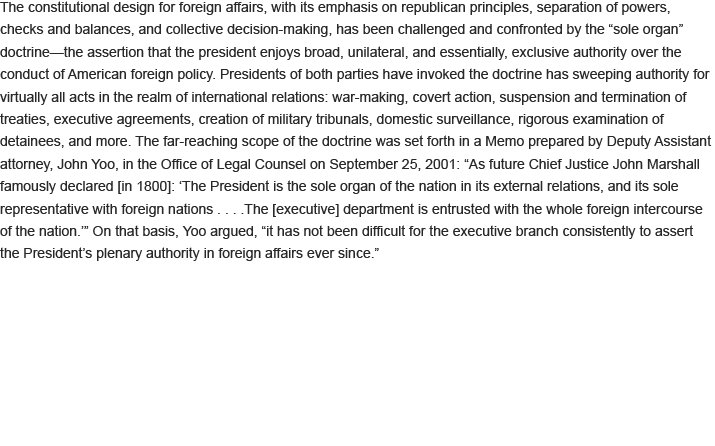 The constitutional design for foreign affairs, with its emphasis on republican principles, separation of powers,
checks and balances, and collective decision-making, has been challenged and confronted by the “sole organ”
doctrine—the assertion that the president enjoys broad, unilateral, and essentially, exclusive authority over the
conduct of American foreign policy. Presidents of both parties have invoked the doctrine has sweeping authority for
virtually all acts in the realm of international relations: war-making, covert action, suspension and termination of
treaties, executive agreements, creation of military tribunals, domestic surveillance, rigorous examination of
detainees, and more. The far-reaching scope of the doctrine was set forth in a Memo prepared by Deputy Assistant
attorney, John Yoo, in the Office of Legal Counsel on September 25, 2001: “As future Chief Justice John Marshall
famously declared [in 1800]: ‘The President is the sole organ of the nation in its external relations, and its sole
representative with foreign nations . . . .The [executive] department is entrusted with the whole foreign intercourse
of the nation.’” On that basis, Yoo argued, “it has not been difficult for the executive branch consistently to assert
the President’s plenary authority in foreign affairs ever since.”